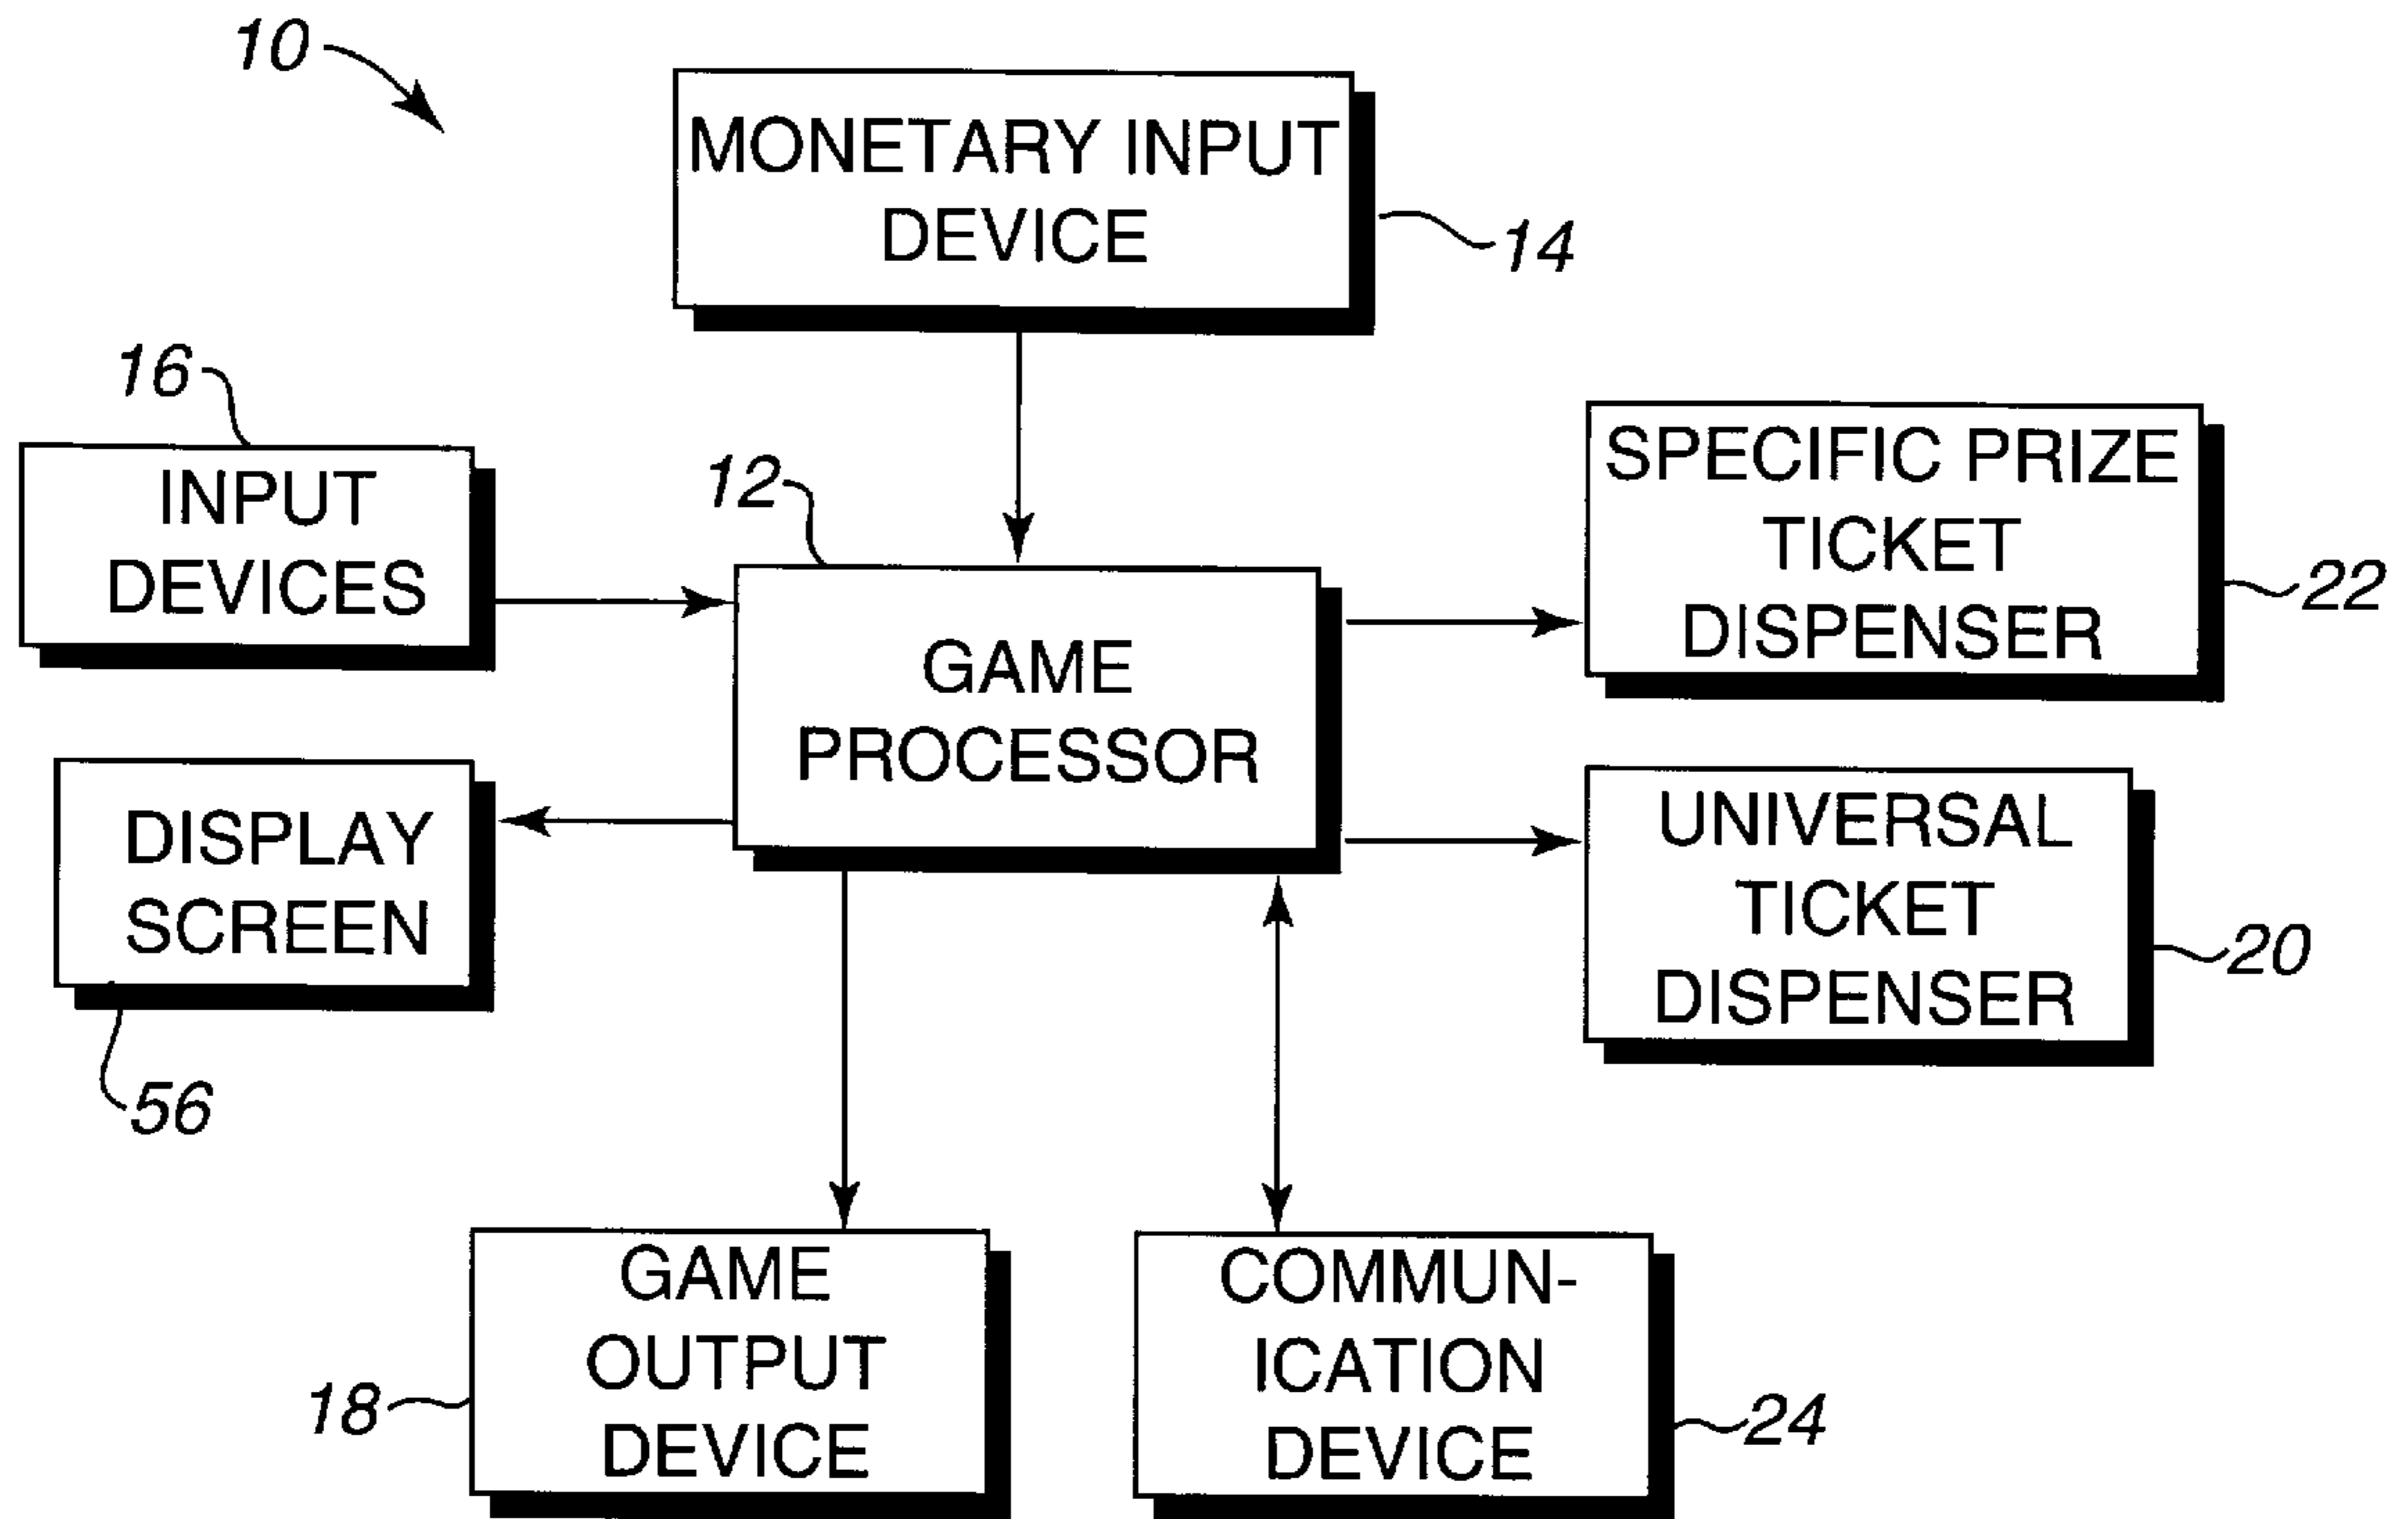 10
MONETARY INPUT
DEVICE
14
16
INPUT
DEVICES
12
GAME
PROCESSOR
SPECIFIC PRIZE
TICKET
DISPENSER
22
DISPLAY
SCREEN
56
UNIVERSAL
TICKET
DISPENSER
20
GAME
OUTPUT
DEVICE
18
COMMUN-
ICATION
DEVICE
24